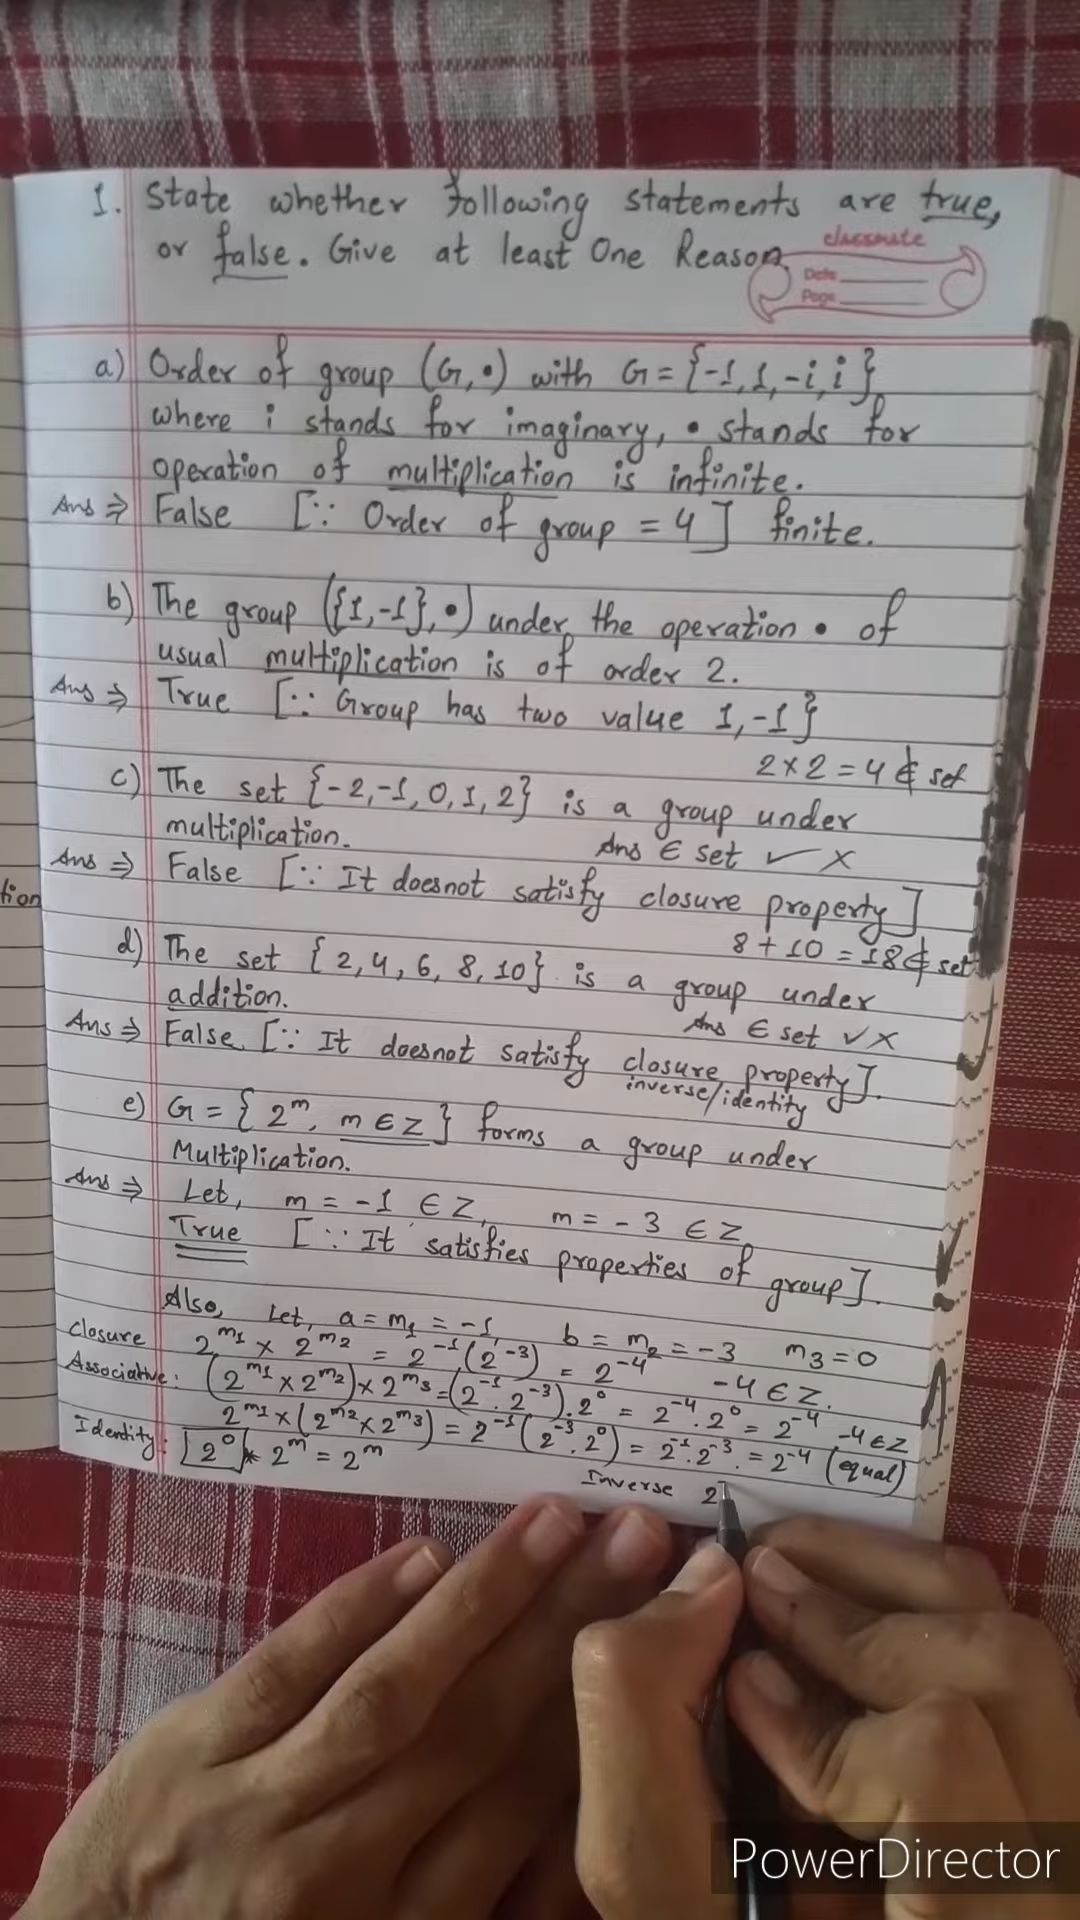 1. State whether following statements are true,
or false. Give at least One Reason.
classmate
Date
Page
a) Order of group (G, •) with G = {-1, 1, -i, i}
where i stands for imaginary, • stands for
operation of multiplication is infinite.
Ans ⇒ False [∵ Order of group = 4] finite.
b) The group ({1, -1}, •) under the operation • of
usual multiplication is of order 2.
Ans ⇒ True [∵ Group has two value 1, -1}
2 × 2 = 4 ∉ set
c) The set {-2, -1, 0, 1, 2} is a group under
multiplication.
Ans ∈ set ✓ ✗
Ans ⇒ False [∵ It doesnot satisfy closure property]
8 + 10 = 18 ∉ set
tion
d) The set {2, 4, 6, 8, 10} is a group under
addition.
Ans ∈ set ✓ ✗
Ans ⇒ False [∵ It doesnot satisfy closure property].
inverse/identity
e) G = {2^m, m ∈ Z} forms a group under
Multiplication.
Ans ⇒ Let, m = -1 ∈ Z, m = -3 ∈ Z
True [∵ It satisfies properties of group].
Also, Let, a = m₁ = -1, b = m₂ = -3 m₃ = 0
Closure 2^m₁ × 2^m₂ = 2^-1 (2^-3) = 2^-4 -4 ∈ Z.
Associative: (2^m₁ × 2^m₂) × 2^m₃ = (2^-1 . 2^-3) . 2^0 = 2^-4 . 2^0 = 2^-4 -4 ∈ Z
2^m₁ × (2^m₂ × 2^m₃) = 2^-1 (2^-3 . 2^0) = 2^-1 . 2^-3 . = 2^-4 (equal)
Identity: 2^0 * 2^m = 2^m
Inverse 2
PowerDirector